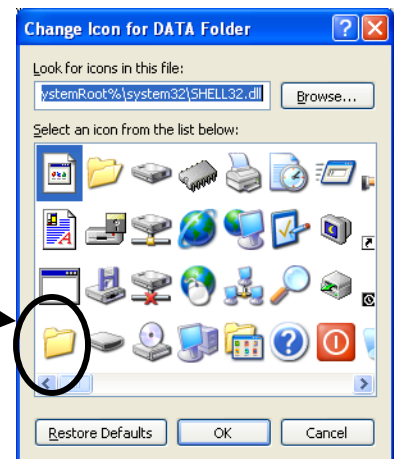 Change Icon for DATA Folder
Look for icons in this file:
ystemRoot%\system32\SHELL32.dll
Browse...
Select an icon from the list below:
Restore Defaults
OK
Cancel